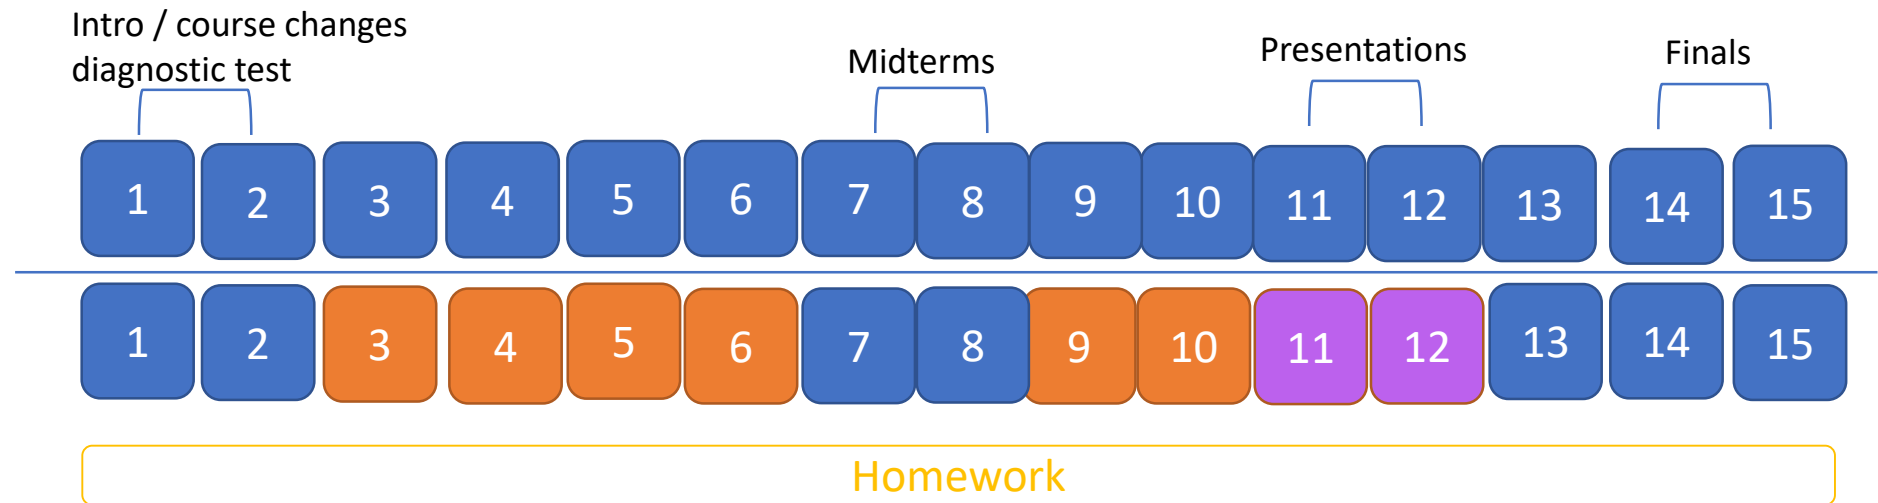 Intro / course changes
diagnostic test
Midterms
Presentations
Finals
1 2 3 4 5 6 7 8 9 10 11 12 13 14 15
1 2 3 4 5 6 7 8 9 10 11 12 13 14 15
Homework